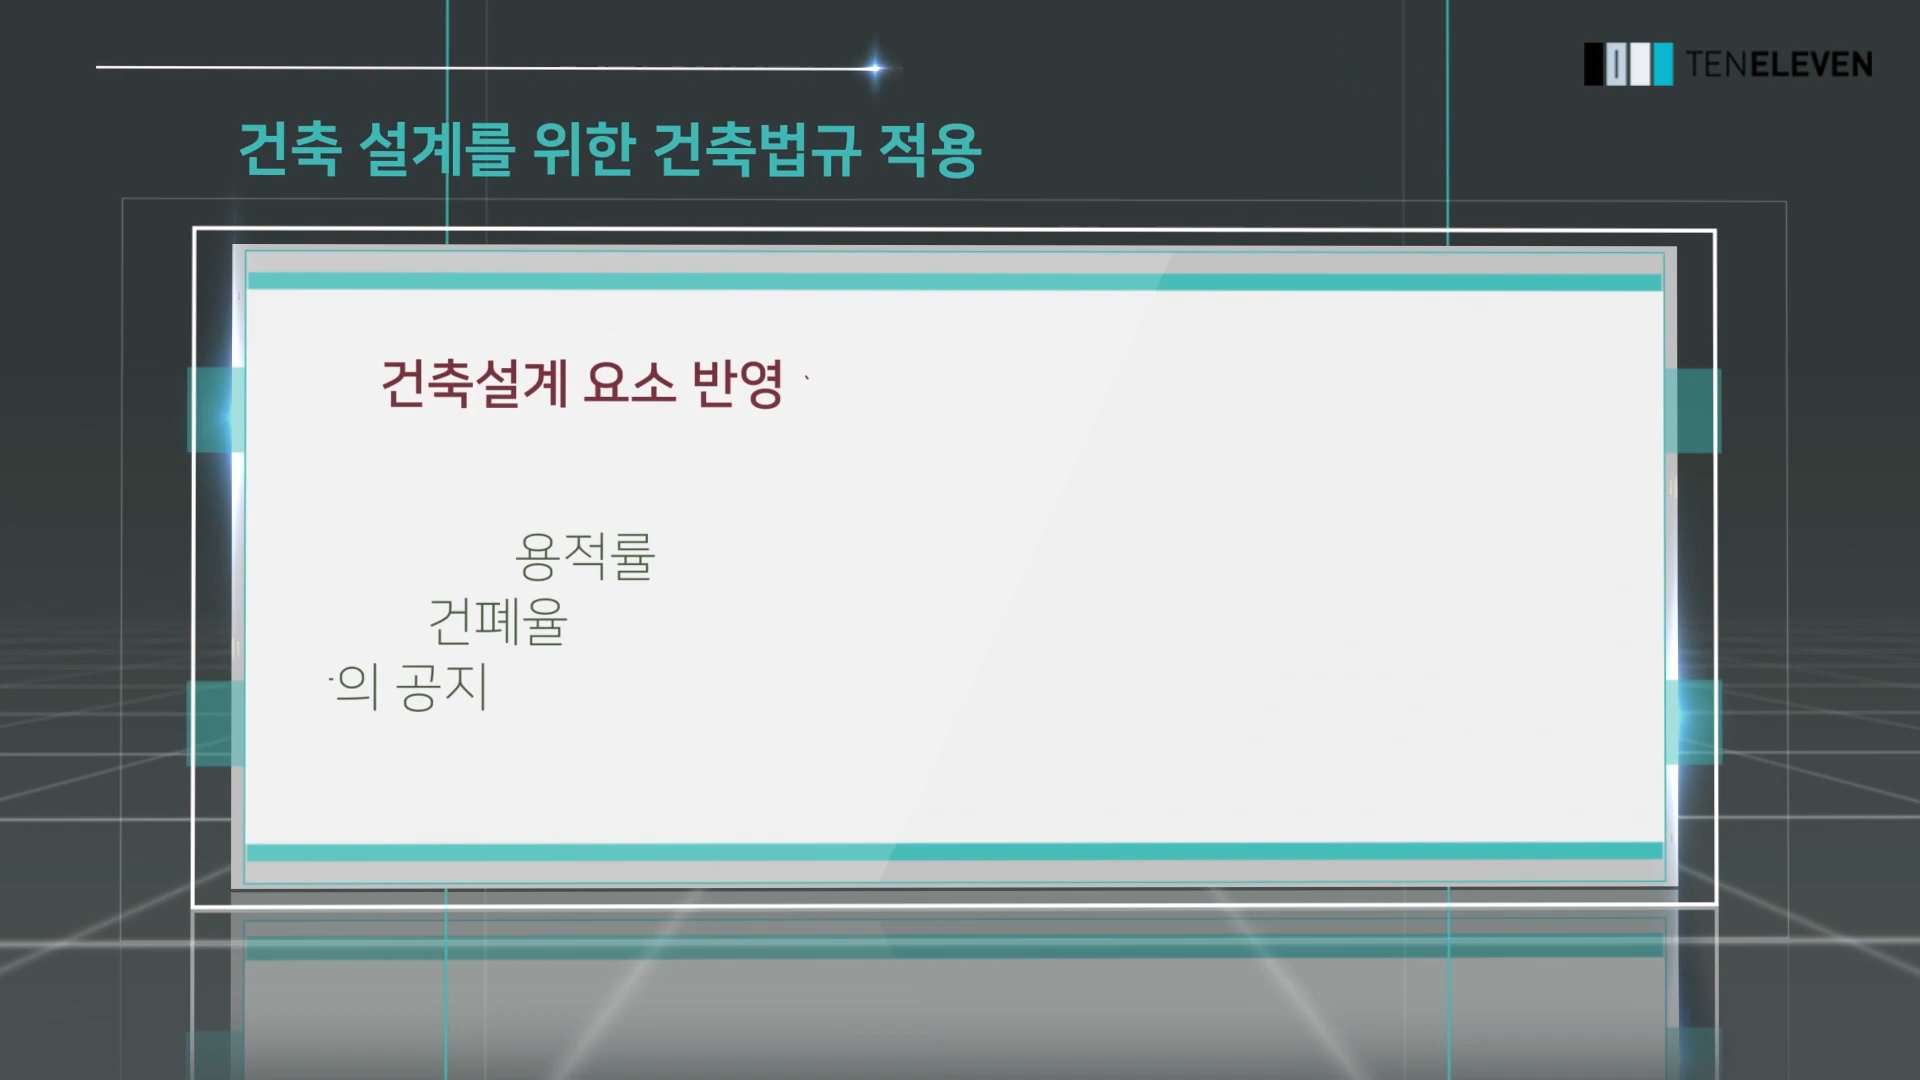 TENELEVEN
건축 설계를 위한 건축법규 적용
건축설계 요소 반영
용적률
건폐율
의 공지